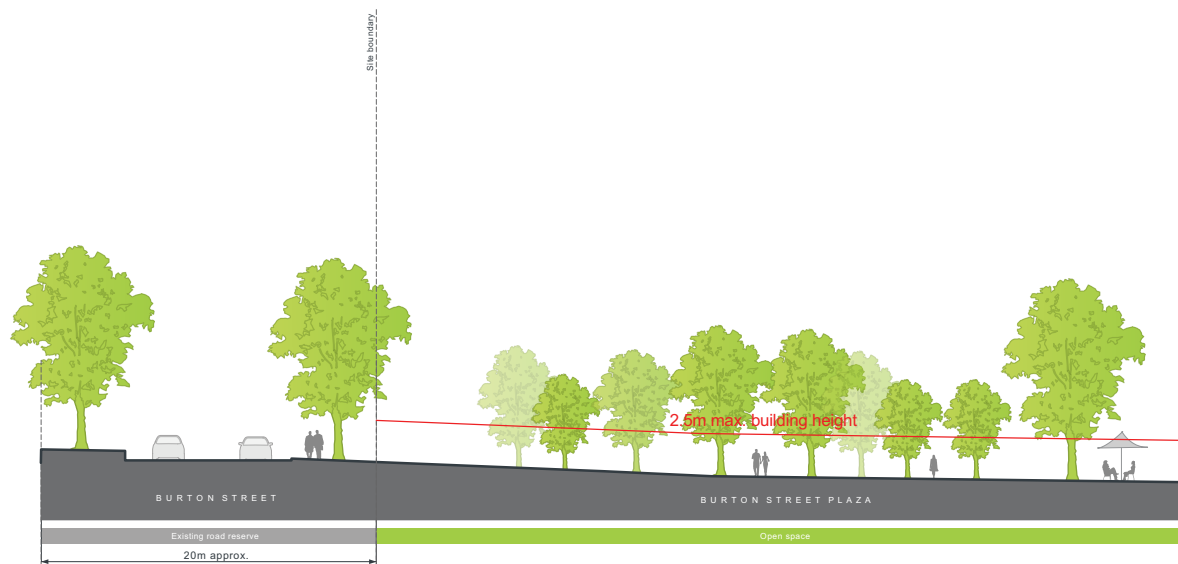 Site boundary
2.5m max. building height
BURTON STREET
BURTON STREET PLAZA
Existing road reserve
Open space
20m approx.